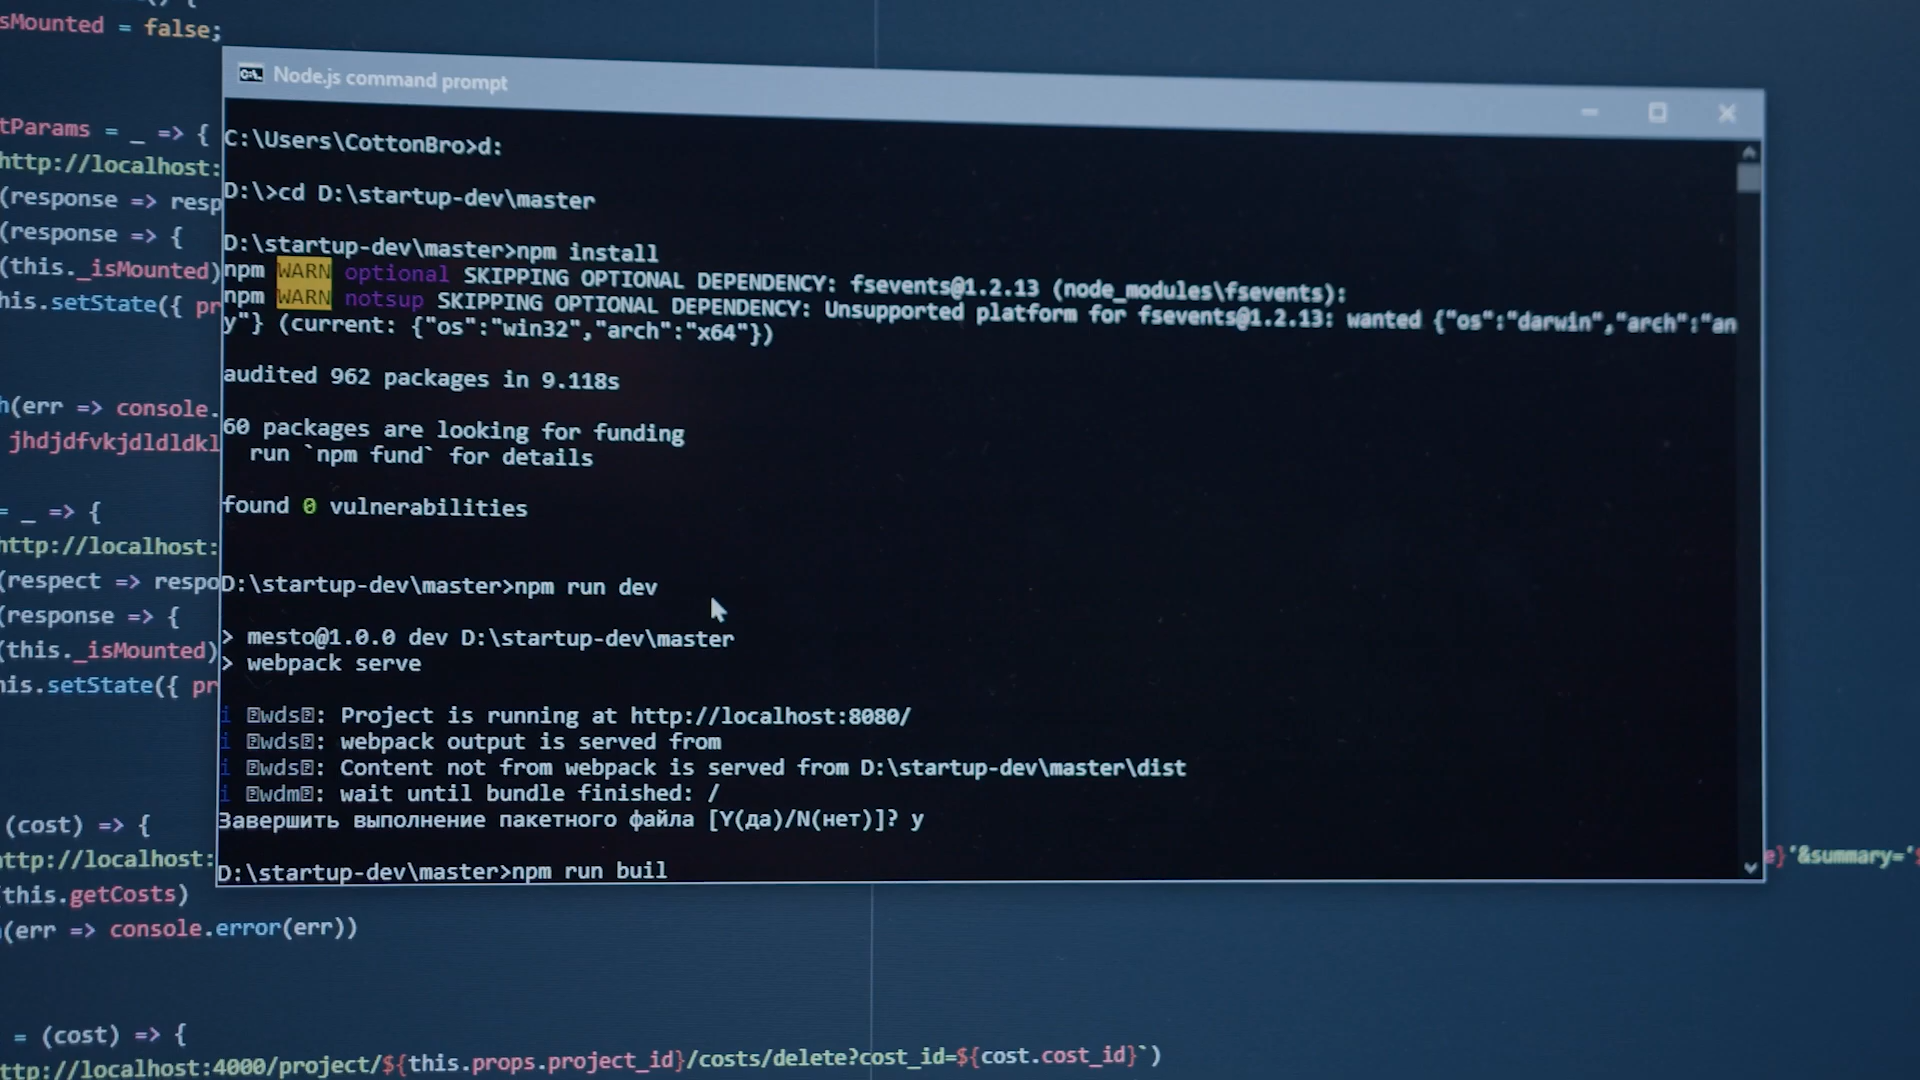 sMounted = false;
Node.js command prompt
tParams = _ => {
http://localhost:
(response => resp
(response => {
(this._isMounted)
his.setState({ pr
h(err => console.
jhdjdfvkjdldldkl
= _ => {
http://localhost:
(respect => respo
(response => {
(this._isMounted)
his.setState({ pr
(cost) => {
ttp://localhost:
(this.getCosts)
(err => console.error(err))
= (cost) => {
ttp://localhost:4000/project/${this.props.project_id}/costs/delete?cost_id=${cost.cost_id}`)
C:\Users\CottonBro>d:
D:\>cd D:\startup-dev\master
D:\startup-dev\master>npm install
npm WARN optional SKIPPING OPTIONAL DEPENDENCY: fsevents@1.2.13 (node_modules\fsevents):
npm WARN notsup SKIPPING OPTIONAL DEPENDENCY: Unsupported platform for fsevents@1.2.13: wanted {"os":"darwin","arch":"an
y"} (current: {"os":"win32","arch":"x64"})
audited 962 packages in 9.118s
60 packages are looking for funding
run `npm fund` for details
found 0 vulnerabilities
D:\startup-dev\master>npm run dev
> mesto@1.0.0 dev D:\startup-dev\master
> webpack serve
i ⍰wds⍰: Project is running at http://localhost:8080/
i ⍰wds⍰: webpack output is served from
i ⍰wds⍰: Content not from webpack is served from D:\startup-dev\master\dist
i ⍰wdm⍰: wait until bundle finished: /
Завершить выполнение пакетного файла [Y(да)/N(нет)]? y
D:\startup-dev\master>npm run buil
e}'&summary='$